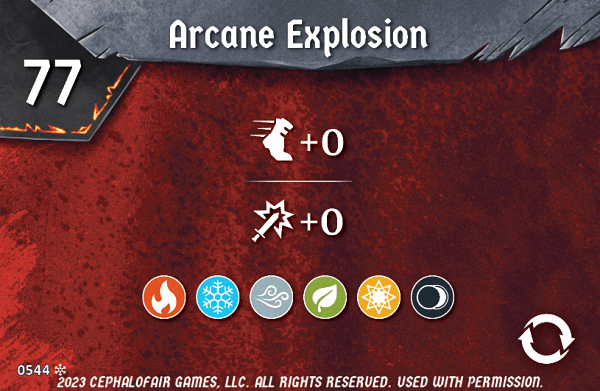 Arcane Explosion
77
+0
+0
0544
2023 CEPHALOFAIR GAMES, LLC. ALL RIGHTS RESERVED. USED WITH PERMISSION.